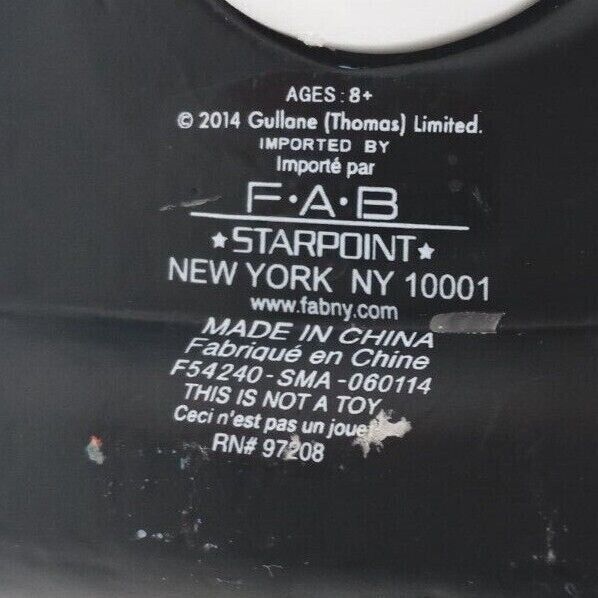 AGES : 8+
© 2014 Gullane (Thomas) Limited.
IMPORTED BY
Importé par
F•A•B
★STARPOINT★
NEW YORK NY 10001
www.fabny.com
MADE IN CHINA
Fabriqué en Chine
F54240-SMA-060114
THIS IS NOT A TOY
Ceci n'est pas un
RN# 97208